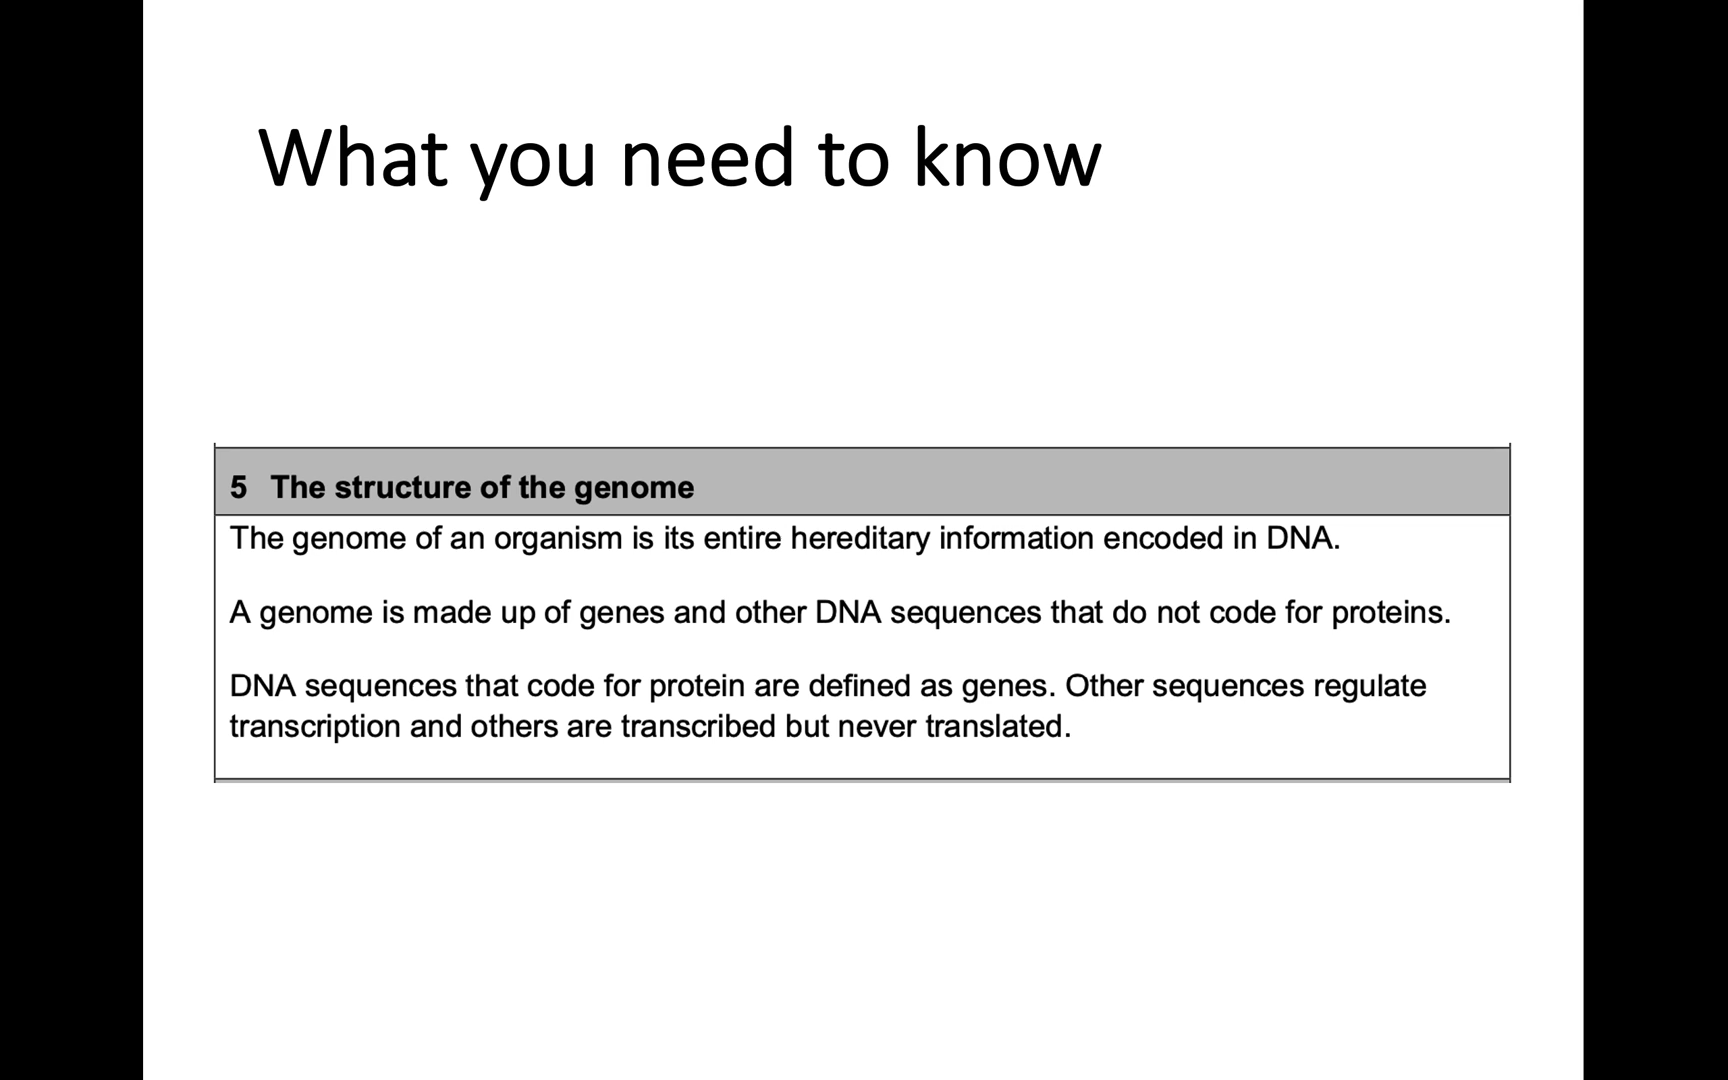 What you need to know
5 The structure of the genome
The genome of an organism is its entire hereditary information encoded in DNA.
A genome is made up of genes and other DNA sequences that do not code for proteins.
DNA sequences that code for protein are defined as genes. Other sequences regulate
transcription and others are transcribed but never translated.